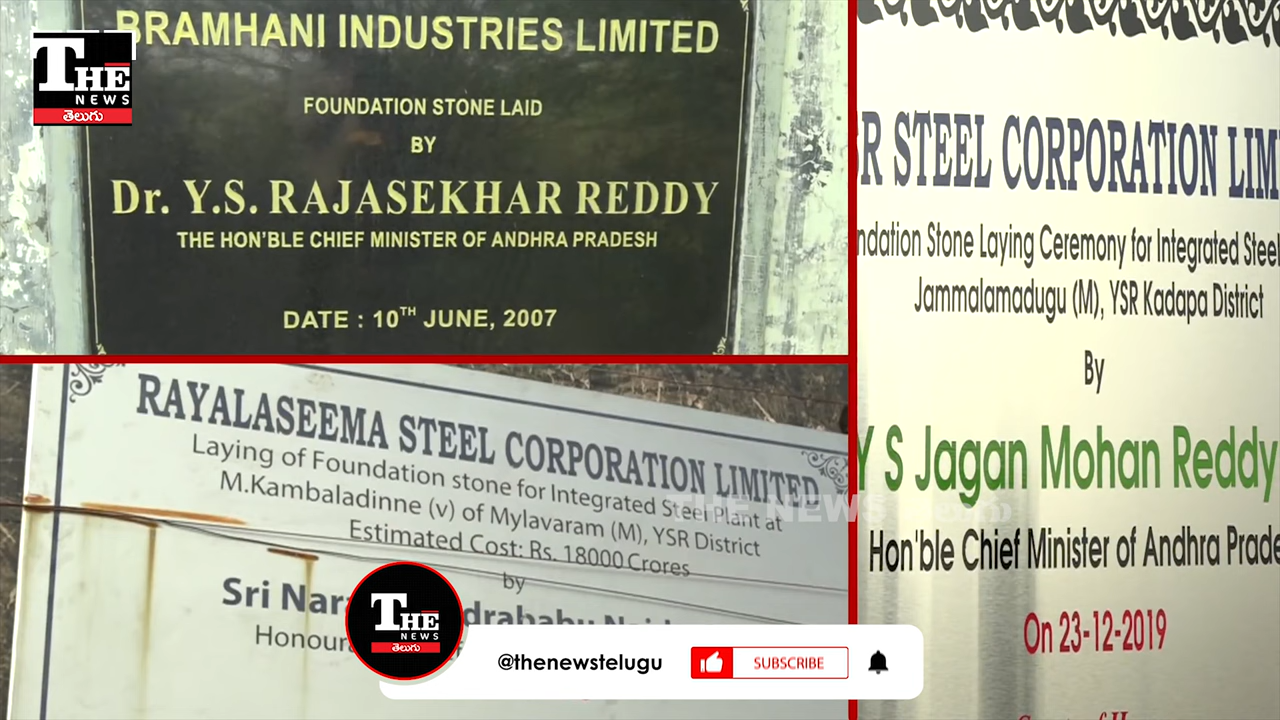 THE
NEWS
తెలుగు
BRAMHANI INDUSTRIES LIMITED
FOUNDATION STONE LAID
BY
Dr. Y.S. RAJASEKHAR REDDY
THE HON'BLE CHIEF MINISTER OF ANDHRA PRADESH
DATE : 10TH JUNE, 2007
RAYALASEEMA STEEL CORPORATION LIMITED
Laying of Foundation stone for Integrated Steel Plant at
M.Kambaladinne (v) of Mylavaram (M), YSR District
Estimated Cost: Rs. 18000 Crores
by
Sri
R STEEL CORPORATION LIM
ndation Stone Laying Ceremony for Integrated Steel
Jammalamadugu (M), YSR Kadapa District
By
Y S Jagan Mohan Reddy
Hon'ble Chief Minister of Andhra Prade
On 23-12-2019
THE NEWS
THE
NEWS
తెలుగు
@thenewstelugu
SUBSCRIBE